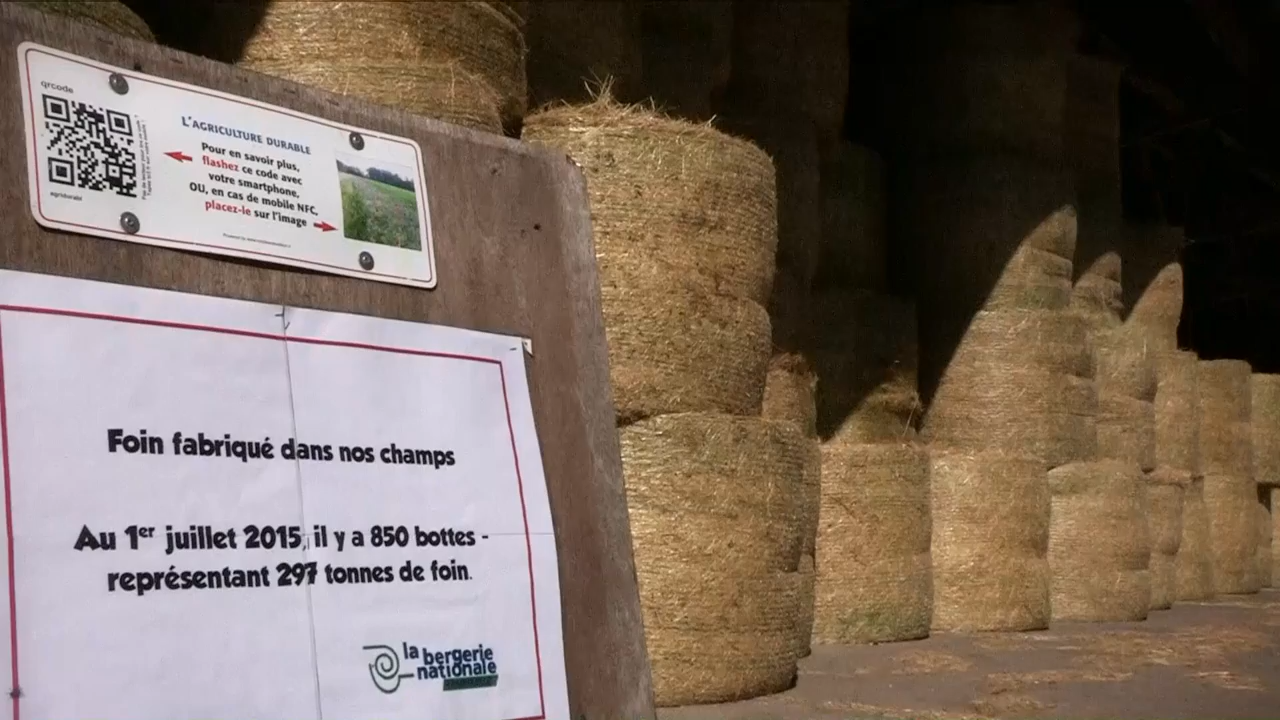 qrcode
L'AGRICULTURE DURABLE
Pour en savoir plus,
flashez ce code avec
votre smartphone,
OU, en cas de mobile NFC,
placez-le sur l'image
agridurabl
Foin fabriqué dans nos champs
Au 1er juillet 2015, il y a 850 bottes -
représentant 297 tonnes de foin.
la bergerie
nationale